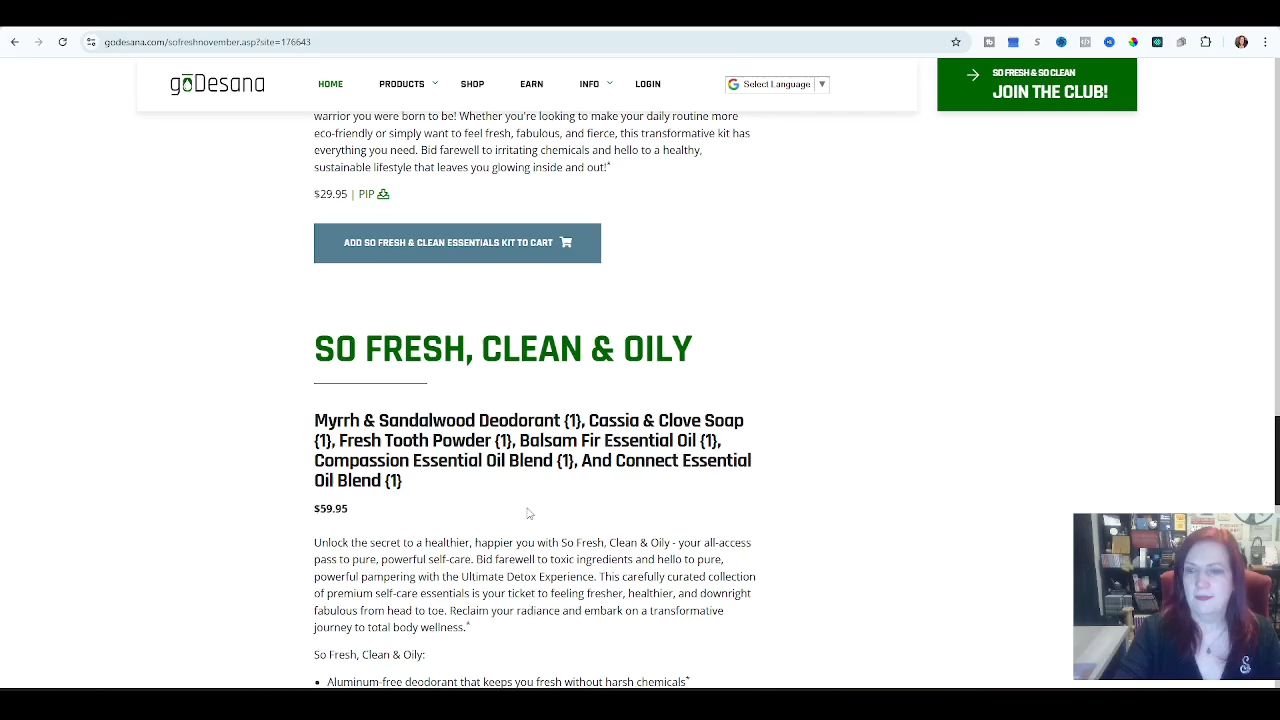 godesana.com/sofreshnovember.asp?site=176643
gōDesana
HOME
PRODUCTS
SHOP
EARN
INFO
LOGIN
Select Language
SO FRESH & SO CLEAN
JOIN THE CLUB!
warrior you were born to be! Whether you're looking to make your daily routine more
eco-friendly or simply want to feel fresh, fabulous, and fierce, this transformative kit has
everything you need. Bid farewell to irritating chemicals and hello to a healthy,
sustainable lifestyle that leaves you glowing inside and out!*
$29.95 | PIP
ADD SO FRESH & CLEAN ESSENTIALS KIT TO CART
SO FRESH, CLEAN & OILY
Myrrh & Sandalwood Deodorant {1}, Cassia & Clove Soap
{1}, Fresh Tooth Powder {1}, Balsam Fir Essential Oil {1},
Compassion Essential Oil Blend {1}, And Connect Essential
Oil Blend {1}
$59.95
Unlock the secret to a healthier, happier you with So Fresh, Clean & Oily - your all-access
pass to pure, powerful self-care. Bid farewell to toxic ingredients and hello to pure,
powerful pampering with the Ultimate Detox Experience. This carefully curated collection
of premium self-care essentials is your ticket to feeling fresher, healthier, and downright
fabulous from head to toe. Reclaim your radiance and embark on a transformative
journey to total body wellness.*
So Fresh, Clean & Oily:
• Aluminum-free deodorant that keeps you fresh without harsh chemicals*